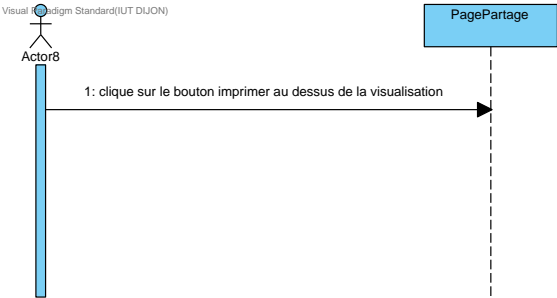 Visual Paradigm Standard(IUT DIJON)
PagePartage
Actor8
1: clique sur le bouton imprimer au dessus de la visualisation